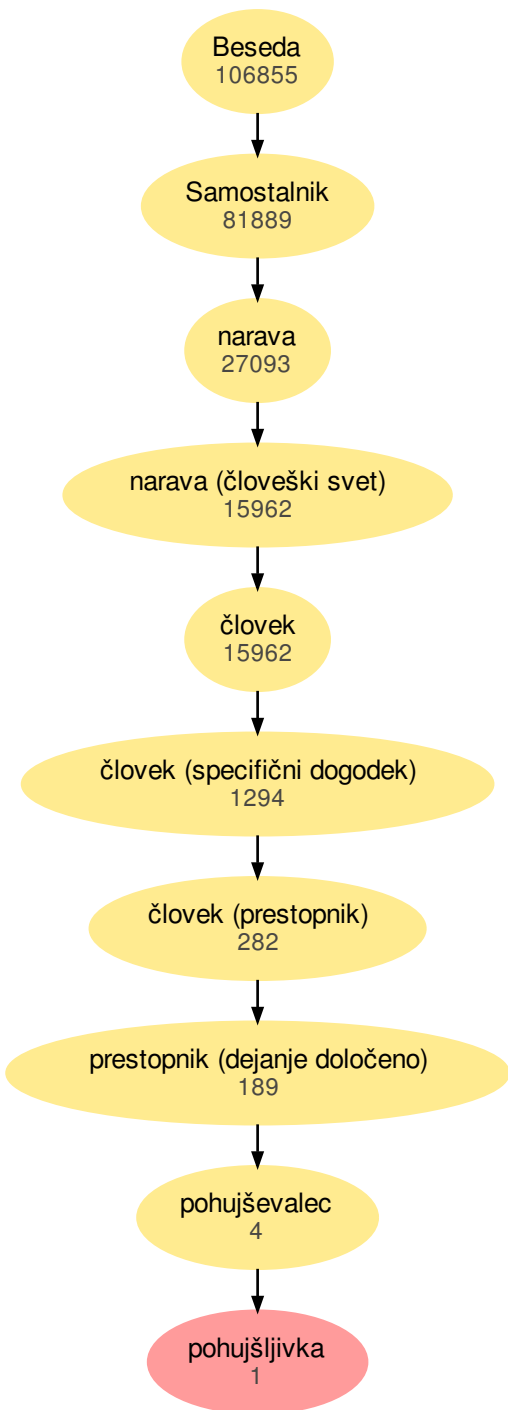 Beseda
106855
Samostalnik
81889
narava
27093
narava (človeški svet)
15962
človek
15962
človek (specifični dogodek)
1294
človek (prestopnik)
282
prestopnik (dejanje določeno)
189
pohujševalec
4
pohujšljivka
1